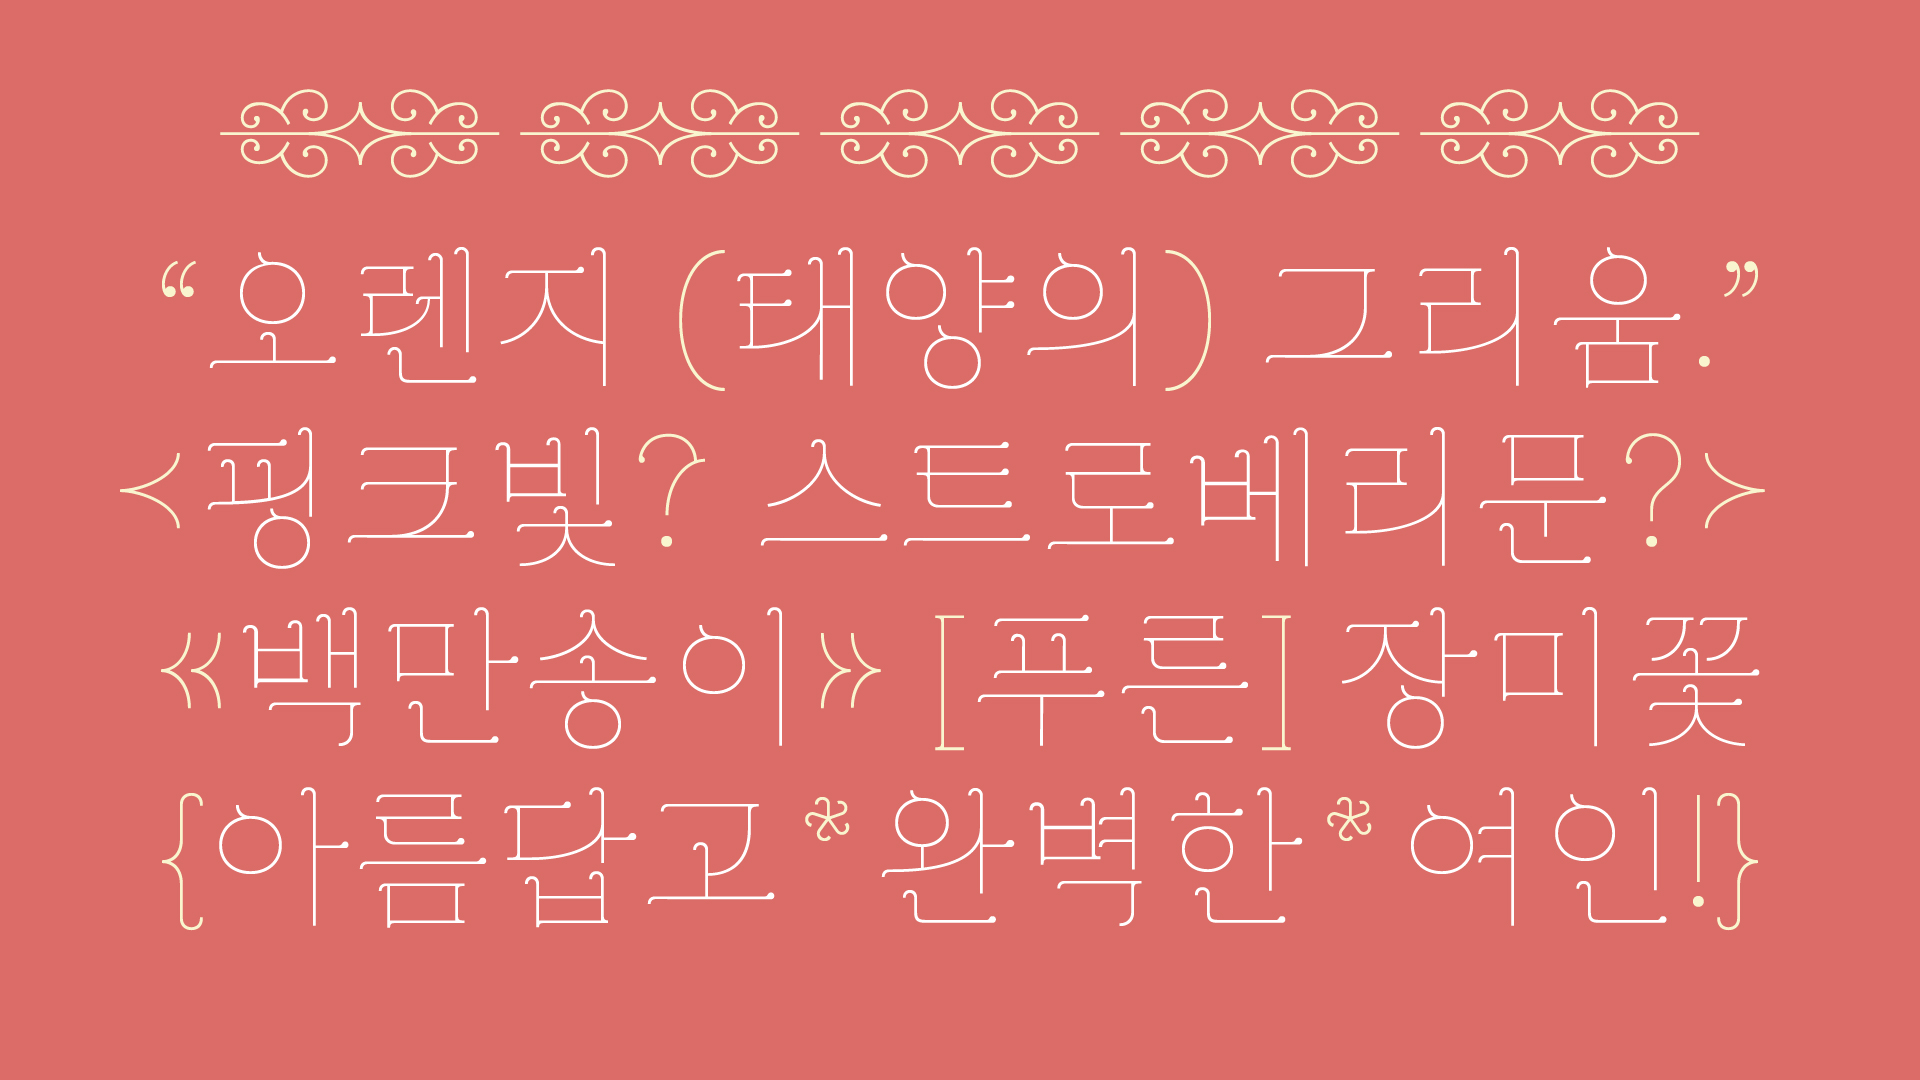 “오렌지 (태양의) 그리움.”
<핑크빛? 스트로베리문?>
《백만송이》 [푸른] 장미꽃
{아름답고 * 완벽한 * 여인!}